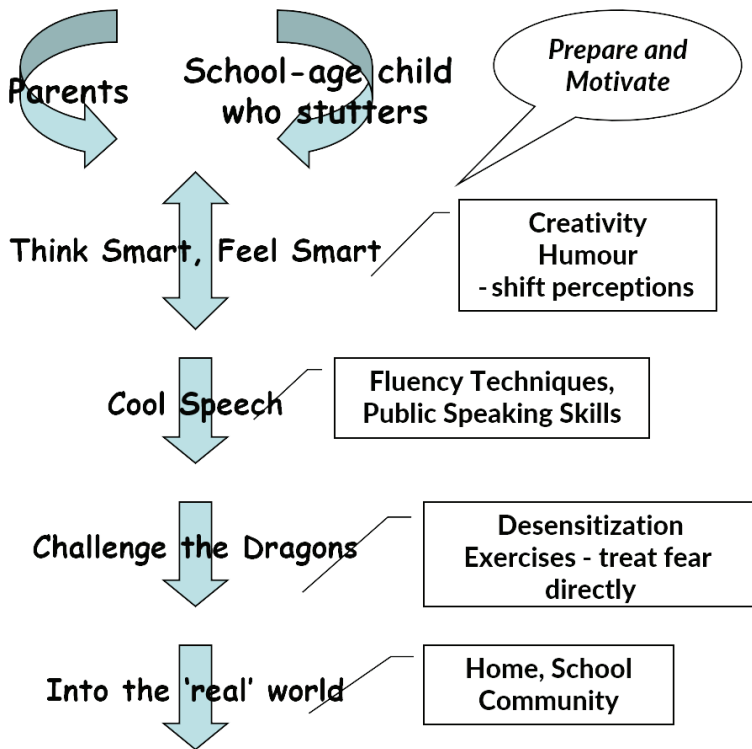 Parents
School-age child
who stutters
Prepare and
Motivate
Think Smart, Feel Smart
Creativity
Humour
- shift perceptions
Cool Speech
Fluency Techniques,
Public Speaking Skills
Challenge the Dragons
Desensitization
Exercises - treat fear
directly
Into the ‘real’ world
Home, School
Community